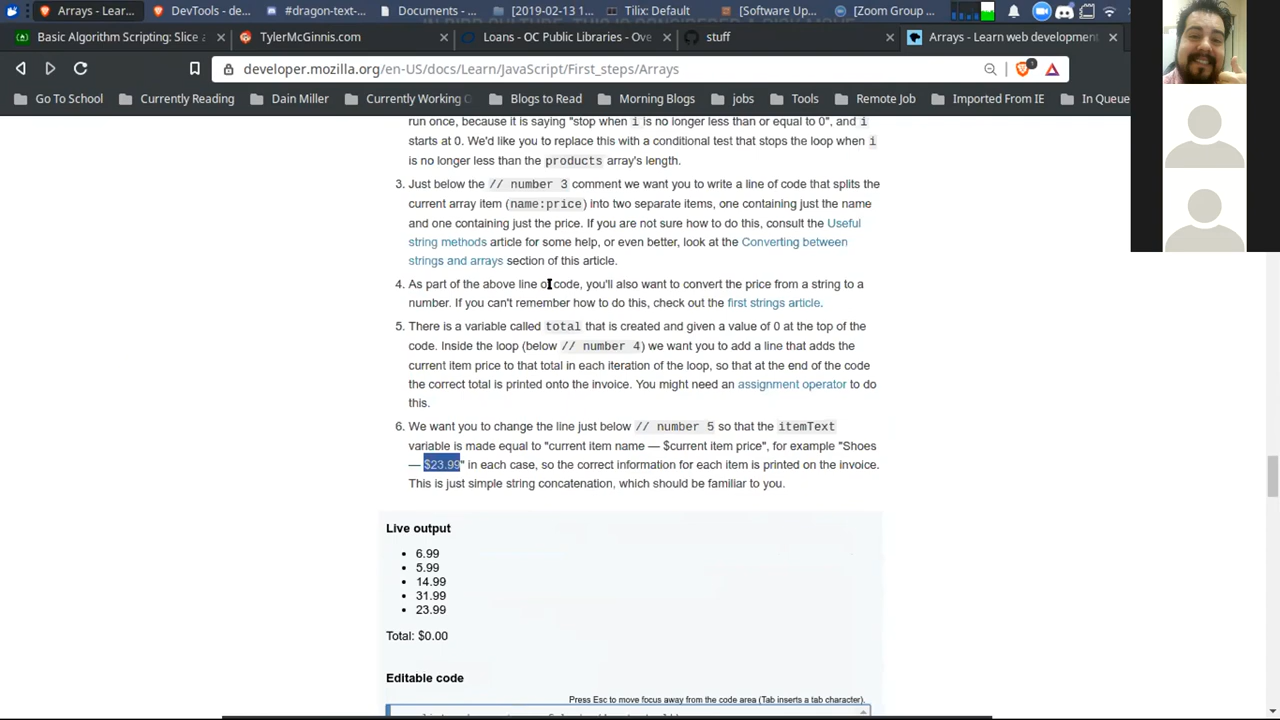 (1) Brave - de...
DevTools - de...
#dragon-text...
Documents - ...
[2019-02-13 1...
Tilix: Default
[Software Up...
[Zoom Group ...
Basic Algorithm Scripting: Slice a
TylerMcGinnis.com
Loans - OC Public Libraries - Ove
stuff
Arrays - Learn web development
developer.mozilla.org/en-US/docs/Learn/JavaScript/First_steps/Arrays
1
Go To School
Currently Reading
Dain Miller
Currently Working O
Blogs to Read
Morning Blogs
jobs
Tools
Remote Job
Imported From IE
In Queue
run once, because it is saying "stop when i is no longer less than or equal to 0", and i
starts at 0. We'd like you to replace this with a conditional test that stops the loop when i
is no longer less than the products array's length.
3. Just below the // number 3 comment we want you to write a line of code that splits the
current array item (name:price) into two separate items, one containing just the name
and one containing just the price. If you are not sure how to do this, consult the Useful
string methods article for some help, or even better, look at the Converting between
strings and arrays section of this article.
4. As part of the above line of code, you'll also want to convert the price from a string to a
number. If you can't remember how to do this, check out the first strings article.
5. There is a variable called total that is created and given a value of 0 at the top of the
code. Inside the loop (below // number 4) we want you to add a line that adds the
current item price to that total in each iteration of the loop, so that at the end of the code
the correct total is printed onto the invoice. You might need an assignment operator to do
this.
6. We want you to change the line just below // number 5 so that the itemText
variable is made equal to "current item name — $current item price", for example "Shoes
— $23.99" in each case, so the correct information for each item is printed on the invoice.
This is just simple string concatenation, which should be familiar to you.
Live output
• 6.99
• 5.99
• 14.99
• 31.99
• 23.99
Total: $0.00
Editable code
Press Esc to move focus away from the code area (Tab inserts a tab character).